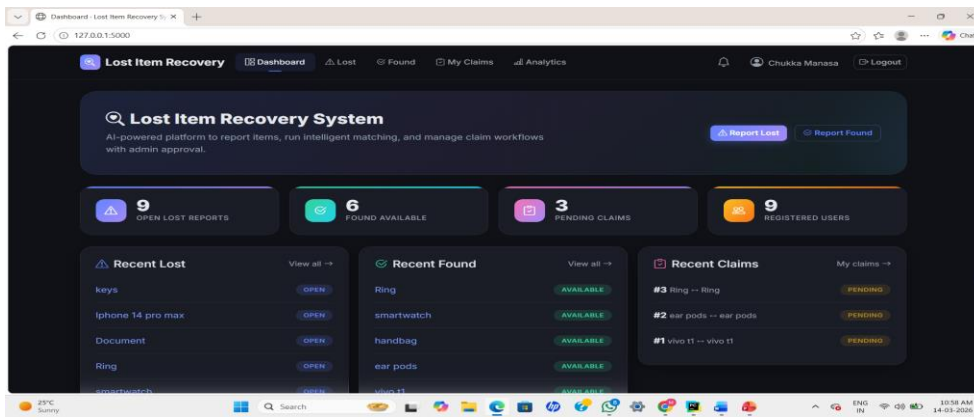 Dashboard - Lost Item Recovery Sy
127.0.0.1:5000
Chat
Lost Item Recovery Dashboard Lost Found My Claims Analytics Chukka Manasa Logout
Lost Item Recovery System
AI-powered platform to report items, run intelligent matching, and manage claim workflows
with admin approval.
Report Lost Report Found
9
OPEN LOST REPORTS
6
FOUND AVAILABLE
3
PENDING CLAIMS
9
REGISTERED USERS
Recent Lost View all →
keys OPEN
Iphone 14 pro max OPEN
Document OPEN
Ring OPEN
smartwatch OPEN
Recent Found View all →
Ring AVAILABLE
smartwatch AVAILABLE
handbag AVAILABLE
ear pods AVAILABLE
vivo t1 AVAILABLE
Recent Claims My claims →
#3 Ring -- Ring PENDING
#2 ear pods -- ear pods PENDING
#1 vivo t1 -- vivo t1 PENDING
25°C
Sunny
Search
ENG
IN
10:58 AM